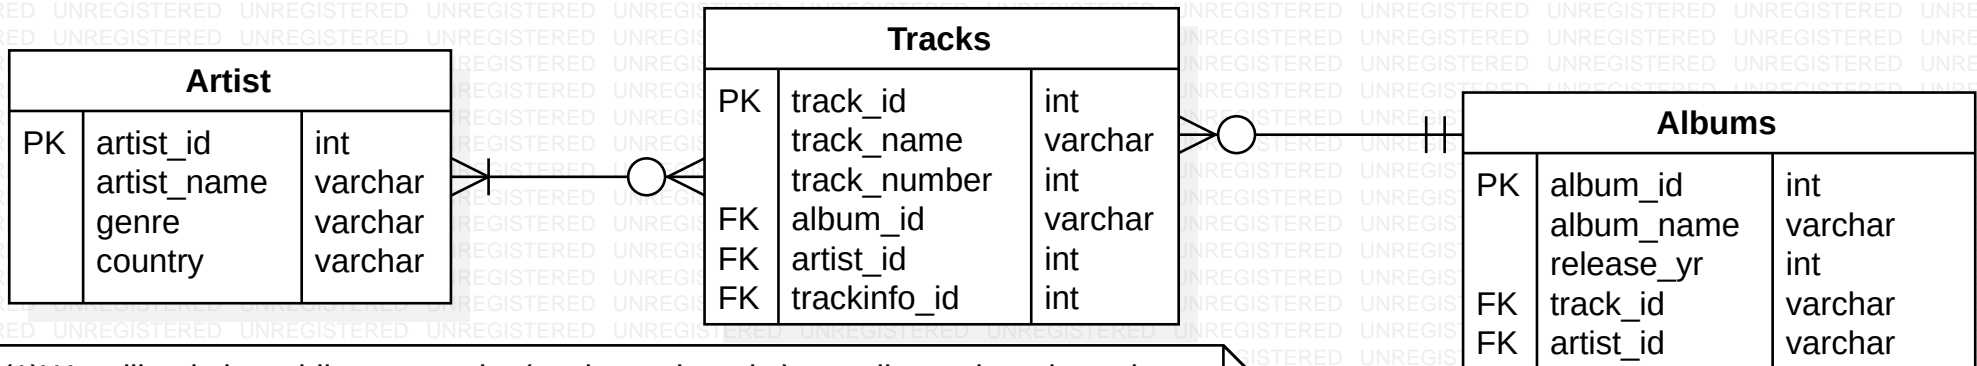 Artist
PK artist_id int
artist_name varchar
genre varchar
country varchar
Tracks
PK track_id int
track_name varchar
track_number int
FK album_id varchar
FK artist_id int
FK trackinfo_id int
Albums
PK album_id int
album_name varchar
release_yr int
FK track_id varchar
FK artist_id varchar
UNREGISTERED